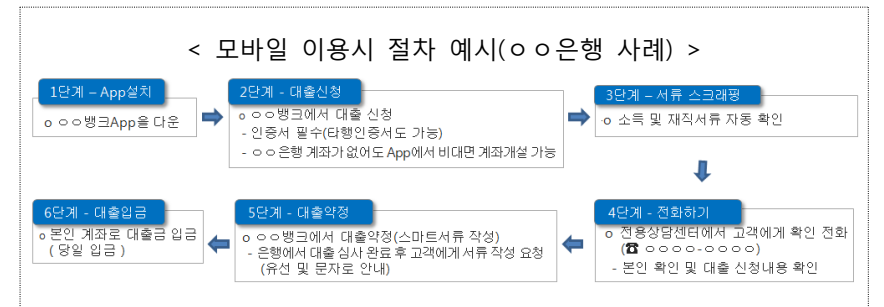 < 모바일 이용시 절차 예시(ㅇㅇ은행 사례) >
1단계 – App설치
o ㅇㅇ뱅크App을 다운
2단계 - 대출신청
o ㅇㅇ뱅크에서 대출 신청
- 인증서 필수(타행인증서도 가능)
- ㅇㅇ은행 계좌가 없어도 App에서 비대면 계좌개설 가능
3단계 – 서류 스크래핑
o 소득 및 재직서류 자동 확인
4단계 - 전화하기
o 전용상담센터에서 고객에게 확인 전화
(☎ ㅇㅇㅇㅇ-ㅇㅇㅇㅇ)
- 본인 확인 및 대출 신청내용 확인
5단계 - 대출약정
o ㅇㅇ뱅크에서 대출약정(스마트서류 작성)
- 은행에서 대출 심사 완료 후 고객에게 서류 작성 요청
(유선 및 문자로 안내)
6단계 - 대출입금
o 본인 계좌로 대출금 입금
( 당일 입금 )